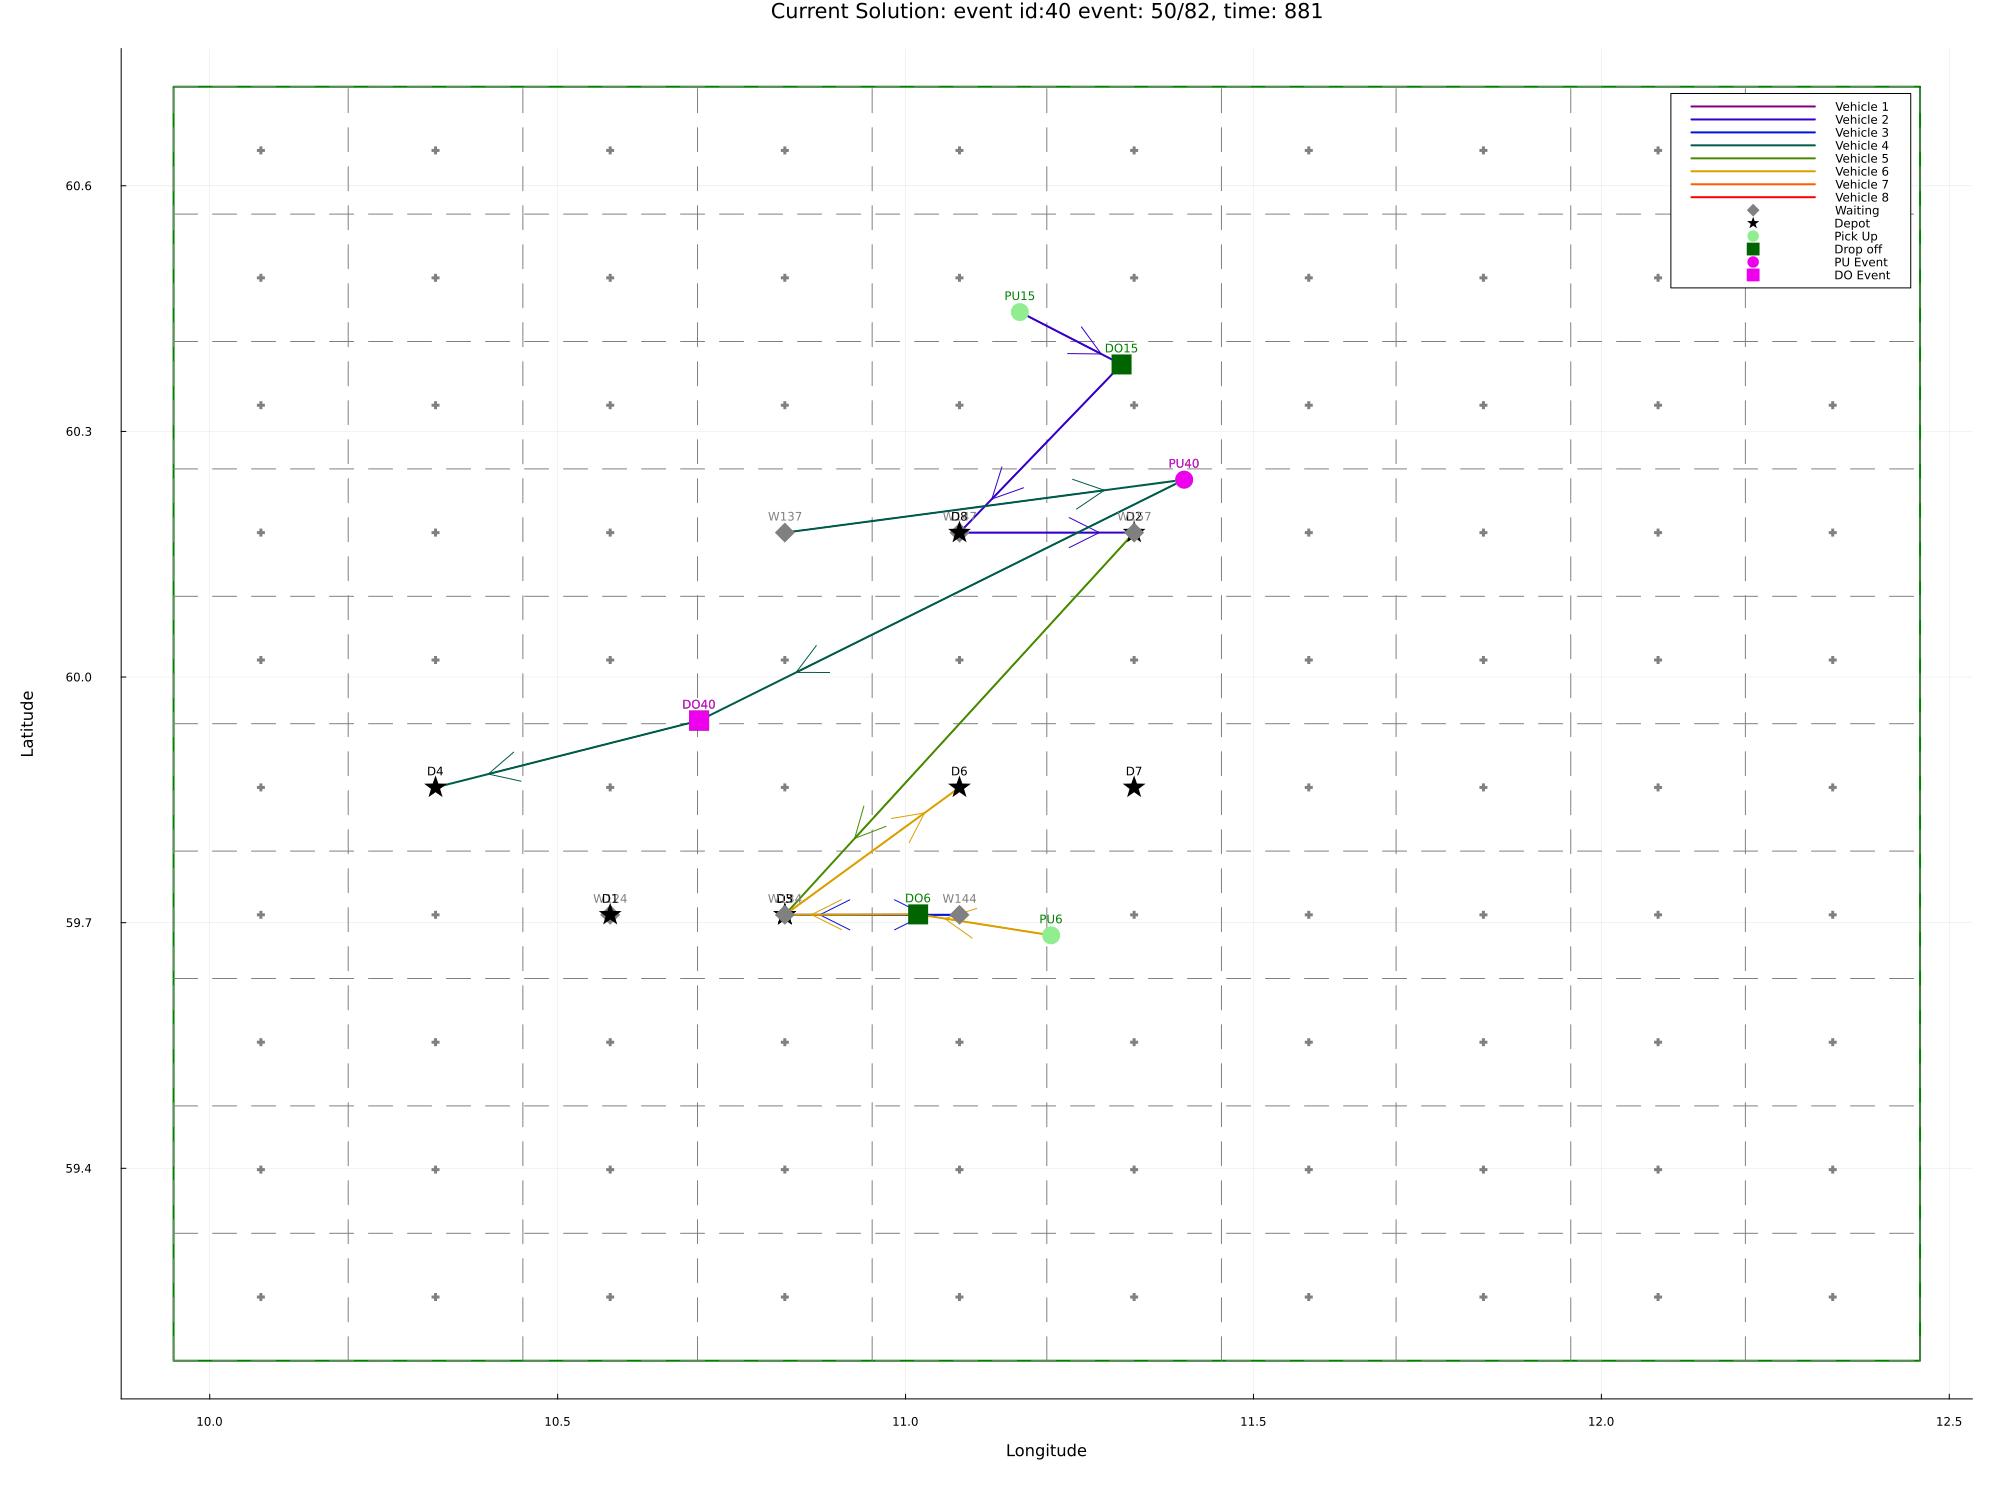 Current Solution: event id:40 event: 50/82, time: 881
Vehicle 1
Vehicle 2
Vehicle 3
Vehicle 4
Vehicle 5
Vehicle 6
Vehicle 7
Vehicle 8
Waiting
Depot
Pick Up
Drop off
PU Event
DO Event
60.6
60.3
60.0
59.7
59.4
Latitude
PU15
DO15
PU40
W137
D8
D2
DO40
D4
D6
D7
D1
DO6
W144
PU6
10.0
10.5
11.0
11.5
12.0
12.5
Longitude